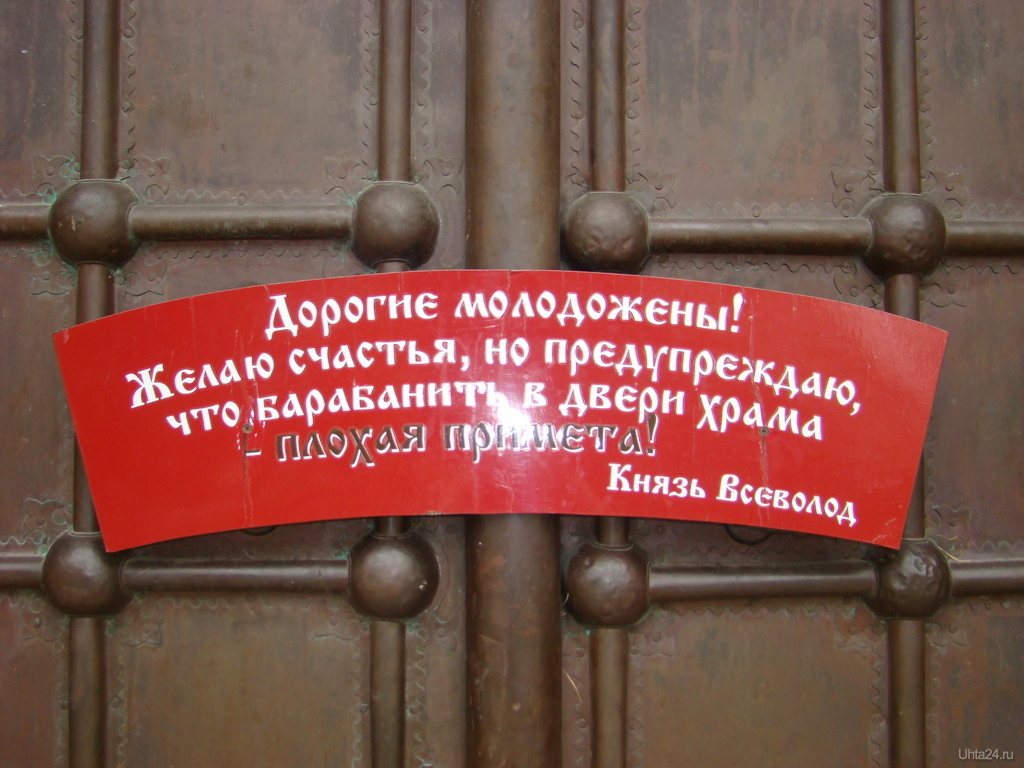 Дорогие молодожены!
Желаю счастья, но предупреждаю,
что барабанить в двери храма
- плохая примета!
Князь Всеволод
Uhta24.ru